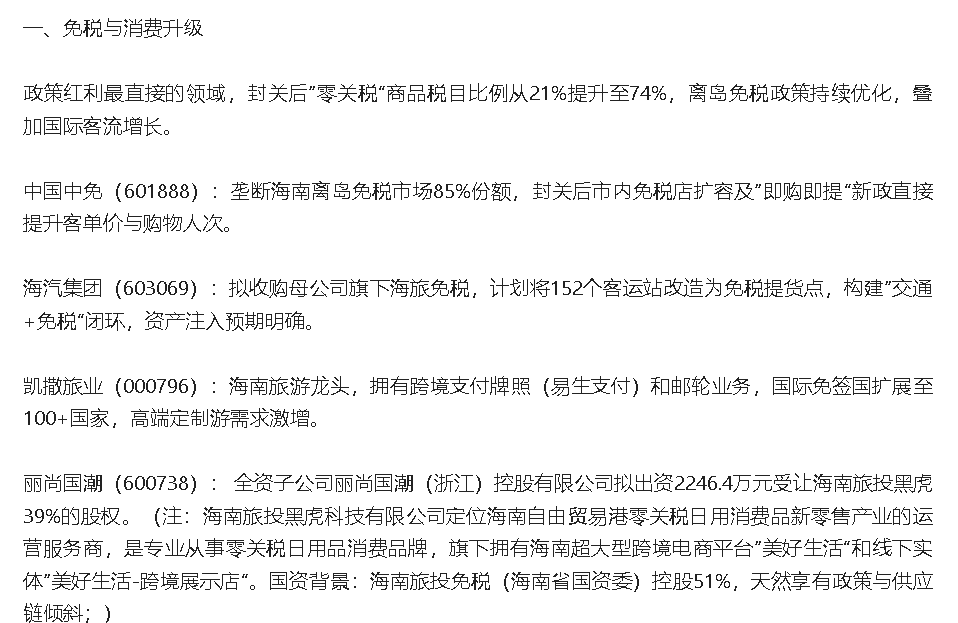 一、免税与消费升级
政策红利最直接的领域，封关后”零关税“商品税目比例从21%提升至74%，离岛免税政策持续优化，叠
加国际客流增长。
中国中免（601888）：垄断海南离岛免税市场85%份额，封关后市内免税店扩容及”即购即提“新政直接
提升客单价与购物人次。
海汽集团（603069）：拟收购母公司旗下海旅免税，计划将152个客运站改造为免税提货点，构建”交通
+免税“闭环，资产注入预期明确。
凯撒旅业（000796）：海南旅游龙头，拥有跨境支付牌照（易生支付）和邮轮业务，国际免签国扩展至
100+国家，高端定制游需求激增。
丽尚国潮（600738）： 全资子公司丽尚国潮（浙江）控股有限公司拟出资2246.4万元受让海南旅投黑虎
39%的股权。（注：海南旅投黑虎科技有限公司定位海南自由贸易港零关税日用消费品新零售产业的运
营服务商，是专业从事零关税日用品消费品牌，旗下拥有海南超大型跨境电商平台”美好生活“和线下实
体”美好生活-跨境展示店“。国资背景：海南旅投免税（海南省国资委）控股51%，天然享有政策与供应
链倾斜；）